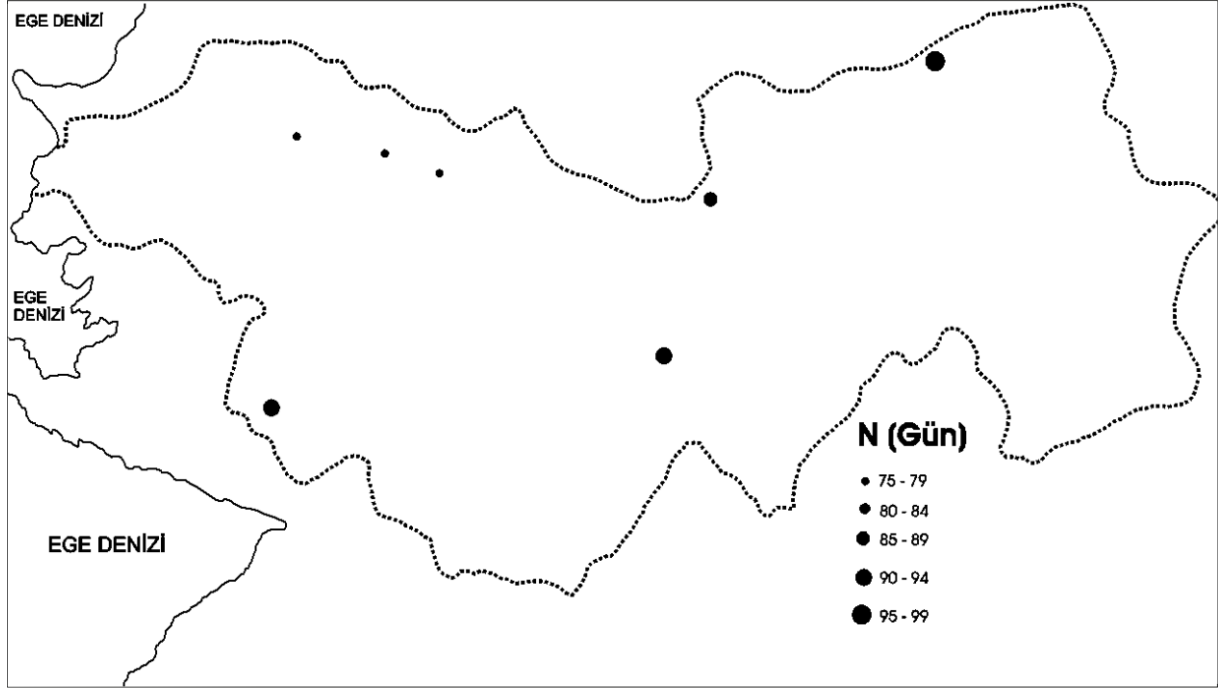 EGE DENİZİ
EGE
DENİZİ
EGE DENİZİ
N (Gün)
75 - 79
80 - 84
85 - 89
90 - 94
95 - 99